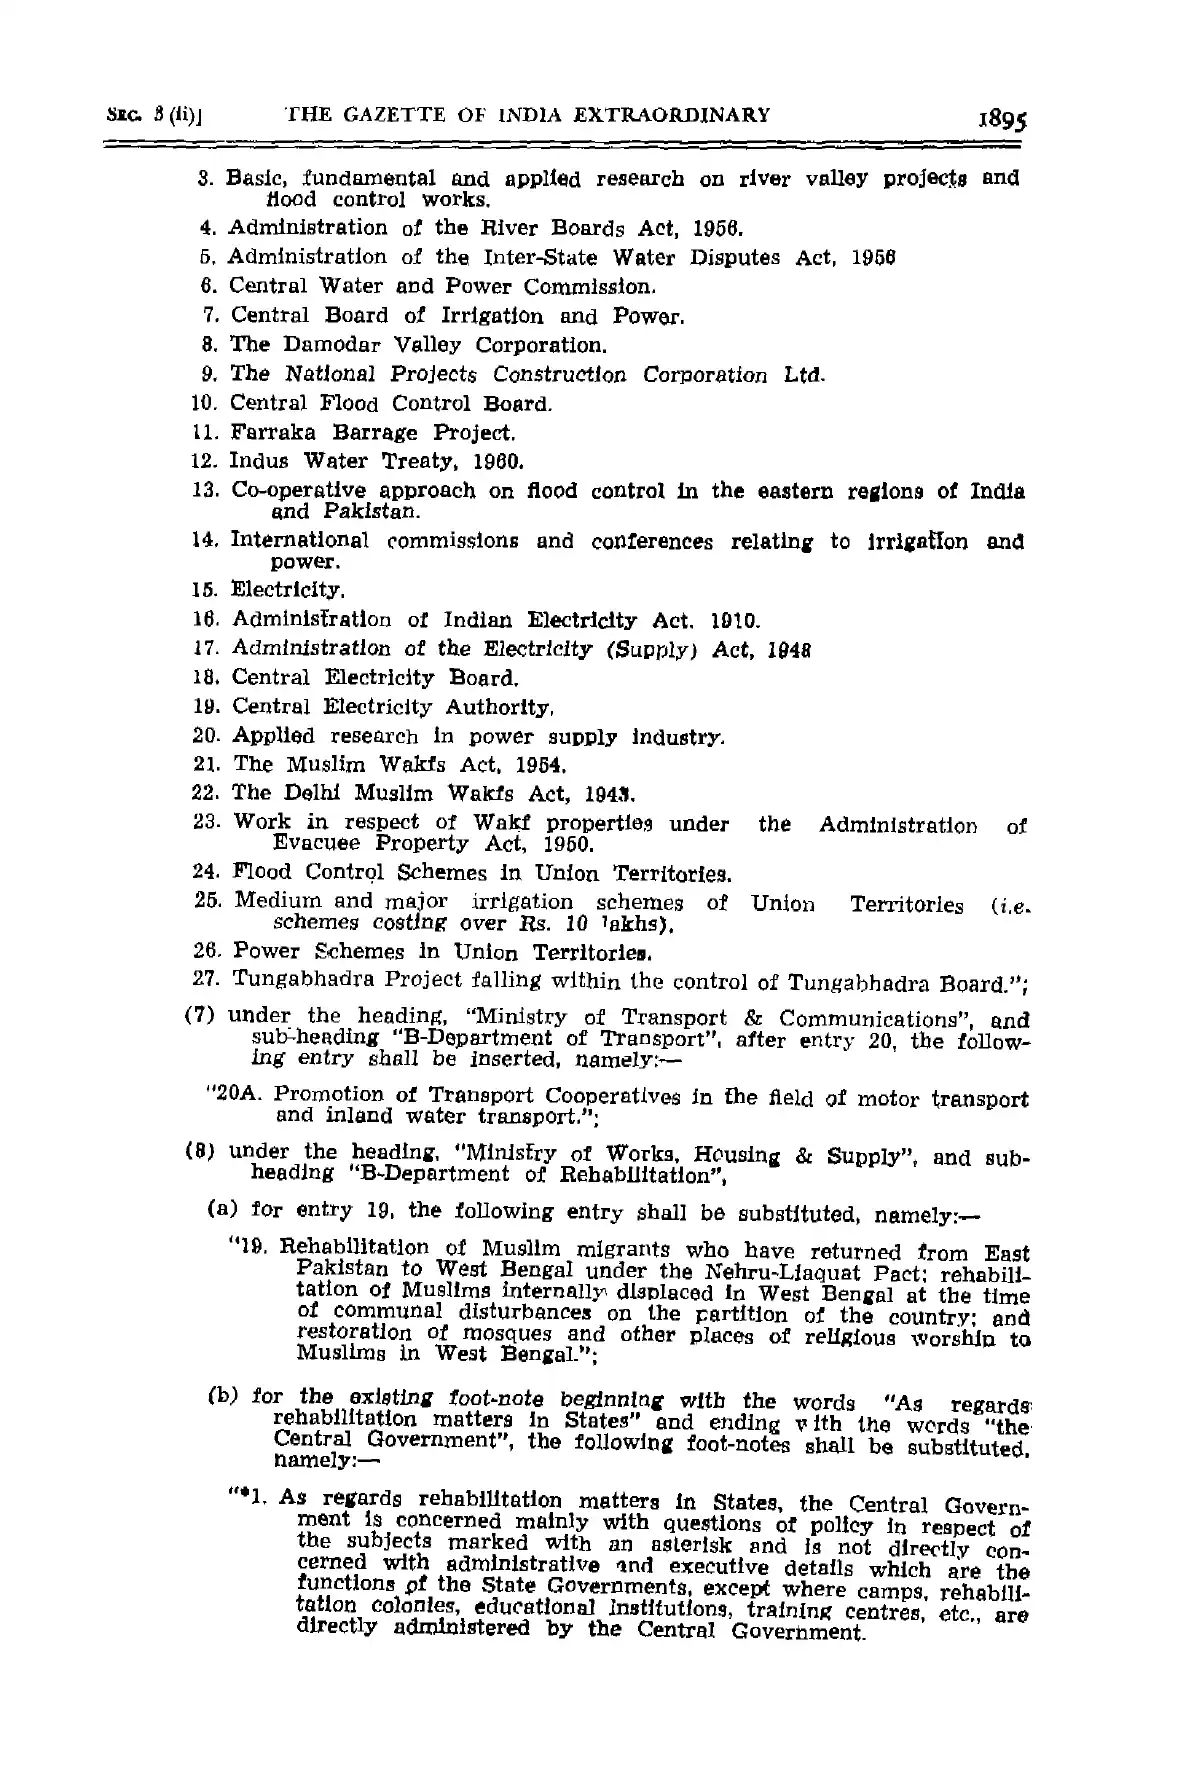 SEC. 3 (ii)] THE GAZETTE OF INDIA EXTRAORDINARY 1895
3. Basic, fundamental and applied research on river valley projects and
flood control works.
4. Administration of the River Boards Act, 1956.
5. Administration of the Inter-State Water Disputes Act, 1956
6. Central Water and Power Commission.
7. Central Board of Irrigation and Power.
8. The Damodar Valley Corporation.
9. The National Projects Construction Corporation Ltd.
10. Central Flood Control Board.
11. Farraka Barrage Project.
12. Indus Water Treaty, 1960.
13. Co-operative approach on flood control in the eastern regions of India
and Pakistan.
14. International commissions and conferences relating to irrigation and
power.
15. Electricity.
16. Administration of Indian Electricity Act. 1910.
17. Administration of the Electricity (Supply) Act, 1948
18. Central Electricity Board.
19. Central Electricity Authority.
20. Applied research in power supply industry.
21. The Muslim Wakfs Act, 1954.
22. The Delhi Muslim Wakfs Act,
23. Work in respect of Wakf properties under the Administration of
Evacuee Property Act, 1950.
24. Flood Control Schemes in Union Territories.
25. Medium and major irrigation schemes of Union Territories (i.e.
schemes costing over Rs. 10 lakhs).
26. Power Schemes in Union Territories.
27. Tungabhadra Project falling within the control of Tungabhadra Board.";
(7) under the heading, "Ministry of Transport & Communications", and
sub-heading "B-Department of Transport", after entry 20, the follow-
ing entry shall be inserted, namely:—
"20A. Promotion of Transport Cooperatives in the field of motor transport
and inland water transport.";
(8) under the heading, "Ministry of Works, Housing & Supply", and sub-
heading "B-Department of Rehabilitation",
(a) for entry 19, the following entry shall be substituted, namely:—
"19. Rehabilitation of Muslim migrants who have returned from East
Pakistan to West Bengal under the Nehru-Liaquat Pact; rehabili-
tation of Muslims internally displaced in West Bengal at the time
of communal disturbances on the partition of the country; and
restoration of mosques and other places of religious worship to
Muslims in West Bengal.";
(b) for the existing foot-note beginning with the words "As regards
rehabilitation matters in States" and ending with the words "the
Central Government", the following foot-notes shall be substituted,
namely:—
"*1. As regards rehabilitation matters in States, the Central Govern-
ment is concerned mainly with questions of policy in respect of
the subjects marked with an asterisk and is not directly con-
cerned with administrative and executive details which are the
functions of the State Governments, except where camps, rehabili-
tation colonies, educational institutions, training centres, etc., are
directly administered by the Central Government.